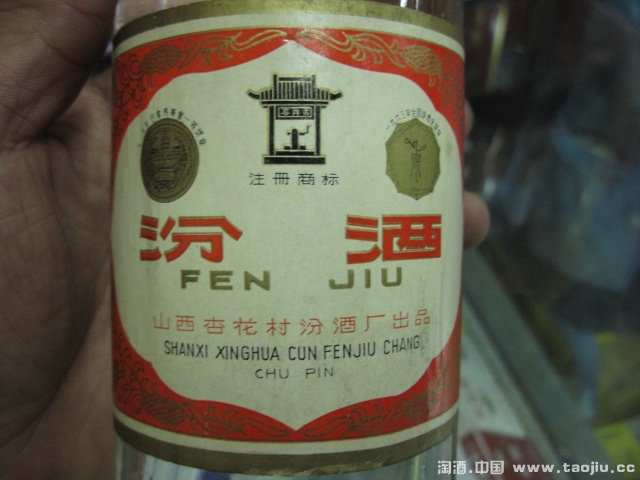 注册商标
汾酒
FEN JIU
山西杏花村汾酒厂出品
SHANXI XINGHUA CUN FENJIU CHANG
CHU PIN
淘酒.中国 www.taojiu.cc